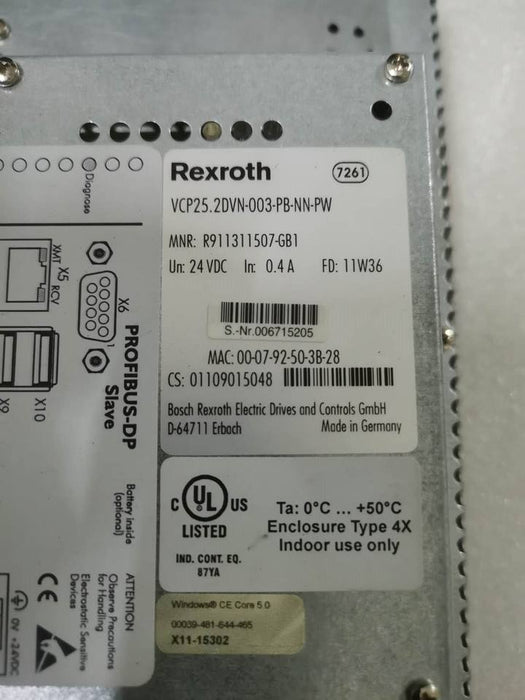 Rexroth
7261
VCP25.2DVN-003-PB-NN-PW
MNR: R911311507-GB1
Un: 24 VDC In: 0.4 A FD: 11W36
S.-Nr.006715205
MAC: 00-07-92-50-3B-28
CS: 01109015048
Bosch Rexroth Electric Drives and Controls GmbH
D-64711 Erbach Made in Germany
C UL US
LISTED
IND. CONT. EQ.
87YA
Ta: 0°C ... +50°C
Enclosure Type 4X
Indoor use only
Windows® CE Core 5.0
00039-481-644-465
X11-15302
Diagnose
XMT X5
RCV
X6
1
PROFIBUS-DP
Slave
X9
X10
Battery inside
(optional)
ATTENTION
Observe Precautions
for Handling
Electrostatic Sensitive
Devices
CE
0V +24VDC